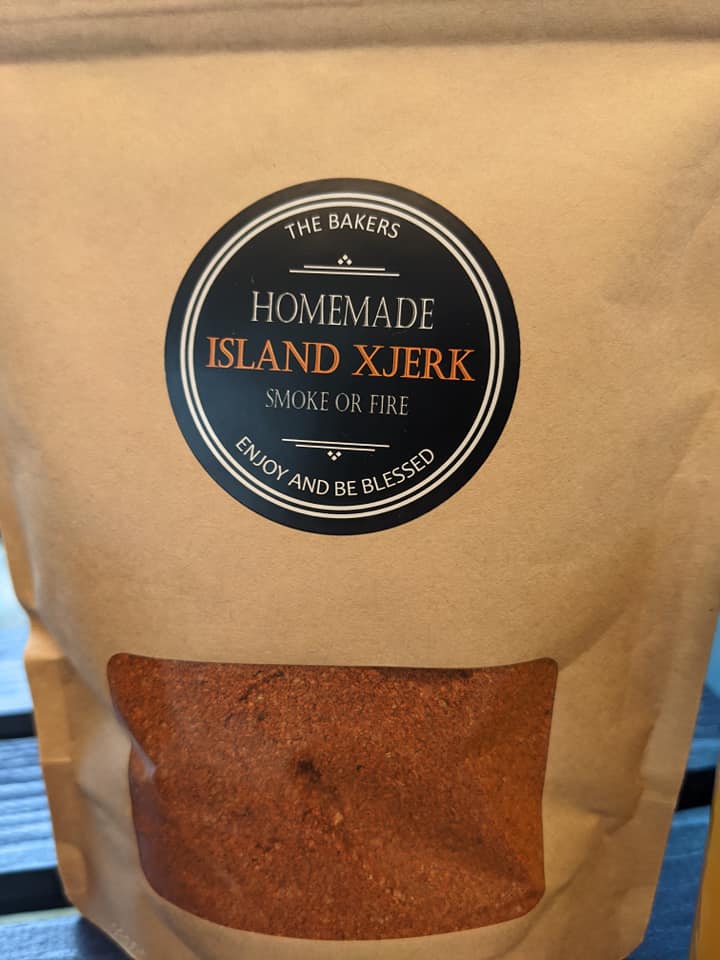 THE BAKERS
HOMEMADE
ISLAND XJERK
SMOKE OR FIRE
ENJOY AND BE BLESSED